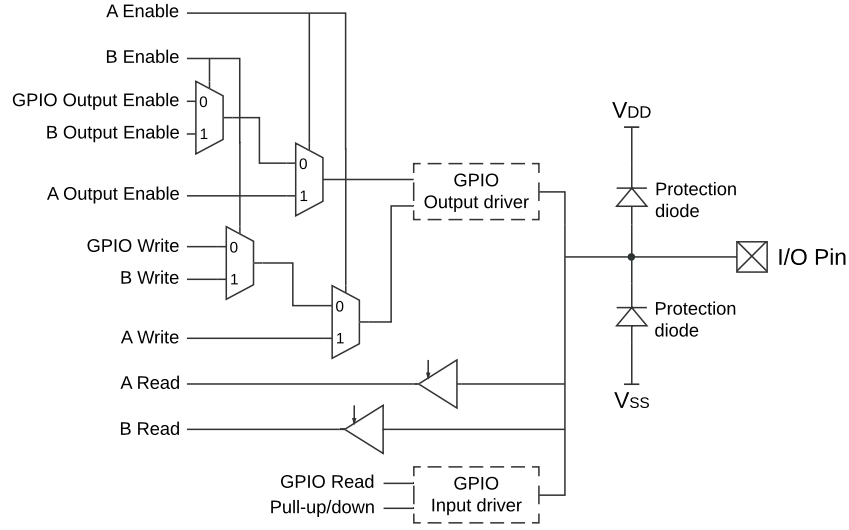 A Enable
B Enable
GPIO Output Enable
0
B Output Enable
1
0
A Output Enable
1
GPIO
Output driver
GPIO Write
0
B Write
1
0
A Write
1
A Read
B Read
GPIO Read
Pull-up/down
GPIO
Input driver
VDD
Protection
diode
I/O Pin
Protection
diode
VSS